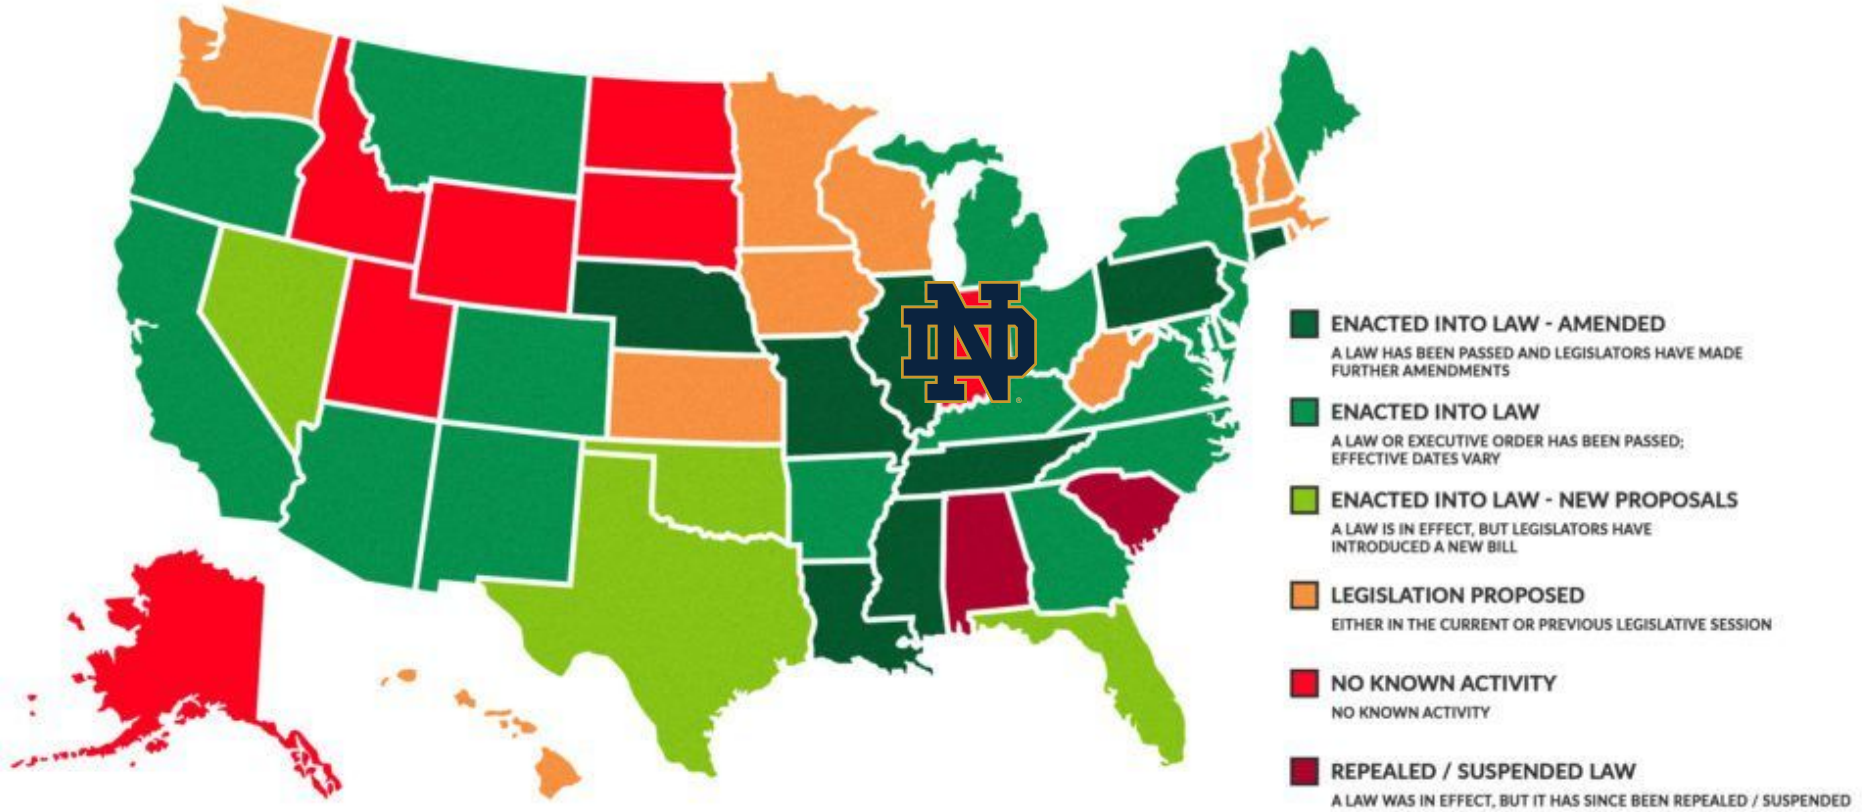 ND
®
ENACTED INTO LAW - AMENDED
A LAW HAS BEEN PASSED AND LEGISLATORS HAVE MADE
FURTHER AMENDMENTS
ENACTED INTO LAW
A LAW OR EXECUTIVE ORDER HAS BEEN PASSED;
EFFECTIVE DATES VARY
ENACTED INTO LAW - NEW PROPOSALS
A LAW IS IN EFFECT, BUT LEGISLATORS HAVE
INTRODUCED A NEW BILL
LEGISLATION PROPOSED
EITHER IN THE CURRENT OR PREVIOUS LEGISLATIVE SESSION
NO KNOWN ACTIVITY
NO KNOWN ACTIVITY
REPEALED / SUSPENDED LAW
A LAW WAS IN EFFECT, BUT IT HAS SINCE BEEN REPEALED / SUSPENDED